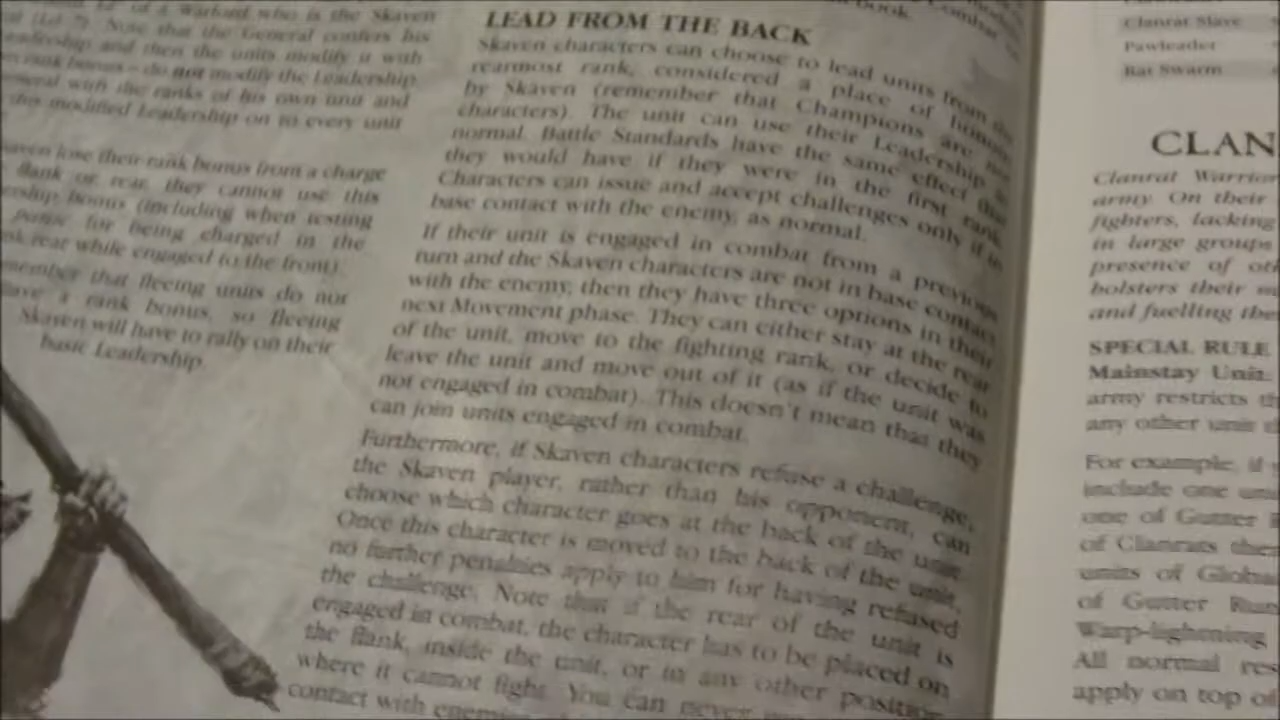 of a Warlord who is the Skaven
Note that the General confers his
and then the units modify it with
rank bonus – do not modify the Leadership
with the ranks of his own unit and
this modified Leadership on to every unit
lose their rank bonus from a charge
flank or rear, they cannot use this
bonus (including when testing
panic for being charged in the
rear while engaged to the front).
that fleeing units do not
have a rank bonus, so fleeing
Skaven will have to rally on their
basic Leadership.
book.
LEAD FROM THE BACK
Skaven characters can choose to lead units from the
rearmost rank, considered a place of honour
by Skaven (remember that Champions are not
characters). The unit can use their Leadership as
normal. Battle Standards have the same effect that
they would have if they were in the first rank.
Characters can issue and accept challenges only if in
base contact with the enemy, as normal.
If their unit is engaged in combat from a previous
turn and the Skaven characters are not in base contact
with the enemy, then they have three options in their
next Movement phase. They can either stay at the rear
of the unit, move to the fighting rank, or decide to
leave the unit and move out of it (as if the unit was
not engaged in combat). This doesn't mean that they
can join units engaged in combat.
Furthermore, if Skaven characters refuse a challenge,
the Skaven player, rather than his opponent, can
choose which character goes at the back of the unit.
Once this character is moved to the back of the unit,
no further penalties apply to him for having refused
the challenge. Note that if the rear of the unit is
engaged in combat, the character has to be placed on
the flank, inside the unit, or in any other position
where it cannot fight. You can never
contact with
Clanrat Slave
Pawleader
Rat Swarm
CLAN
Clanrat Warrior
army. On their
fighters, lacking
in large groups
presence of
bolsters their
and fuelling
SPECIAL RULE
Mainstay Unit.
army restricts
any other unit
For example, if
include one
one of Gutter
of Clanrats
units of
of Gutter
Warp-lightening
All normal
apply on top of